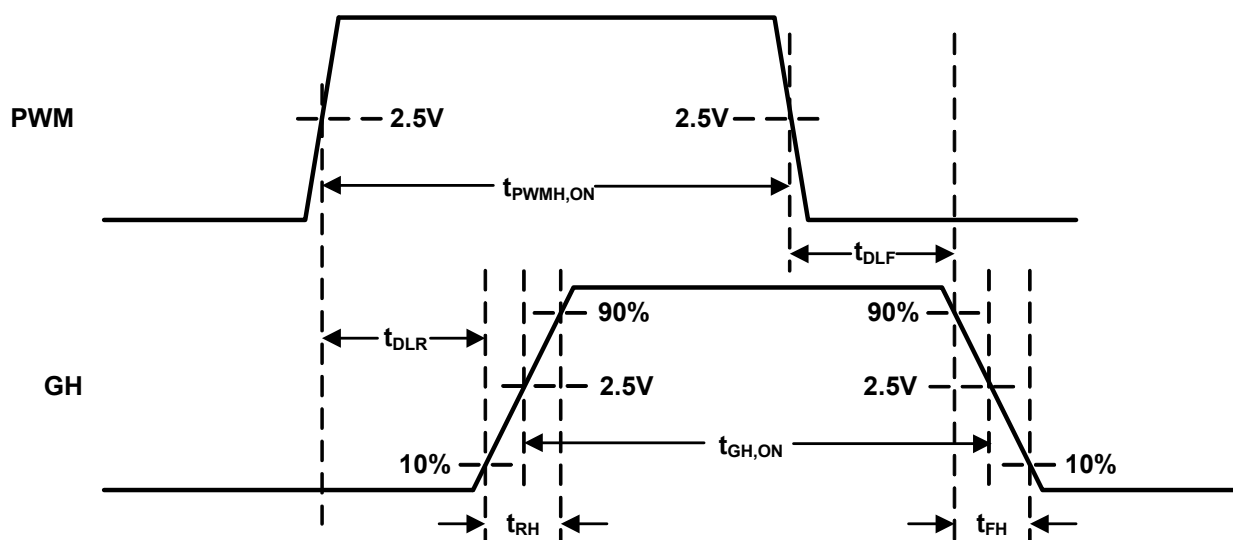 PWM
2.5V
2.5V
tPWMH,ON
tDLF
90%
90%
tDLR
GH
2.5V
2.5V
tGH,ON
10%
10%
tRH
tFH